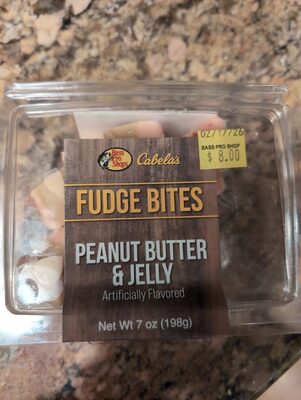 BASS PRO SHOP
$ 8.00
Bass
Pro
Shops
Cabela's
FUDGE BITES
PEANUT BUTTER
& JELLY
Artificially Flavored
Net Wt 7 oz (198g)